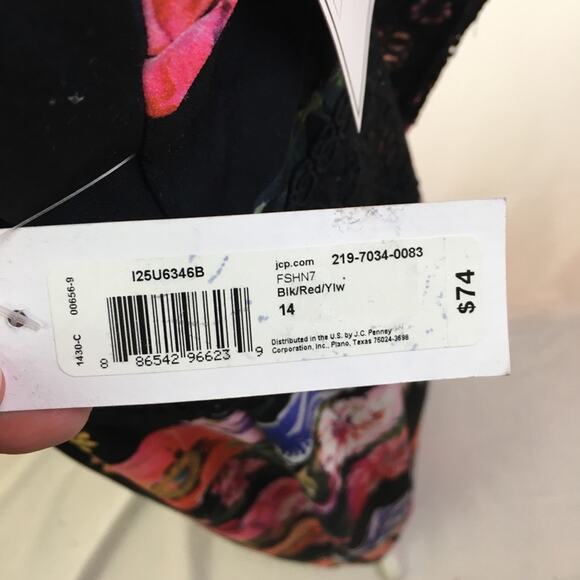 I25U6346B
jcp.com 219-7034-0083
FSHN7
Blk/Red/Ylw
14
$74
00656-9
1430-C
8 86542 96623 9
Distributed in the U.S. by J.C. Penney
Corporation, Inc., Plano, Texas 75024-3698